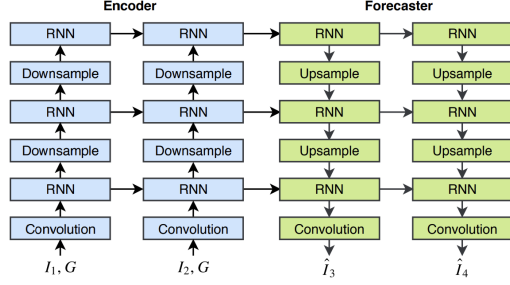 Encoder Forecaster
RNN RNN RNN RNN
Downsample Downsample Upsample Upsample
RNN RNN RNN RNN
Downsample Downsample Upsample Upsample
RNN RNN RNN RNN
Convolution Convolution Convolution Convolution
I₁, G I₂, G Î₃ Î₄